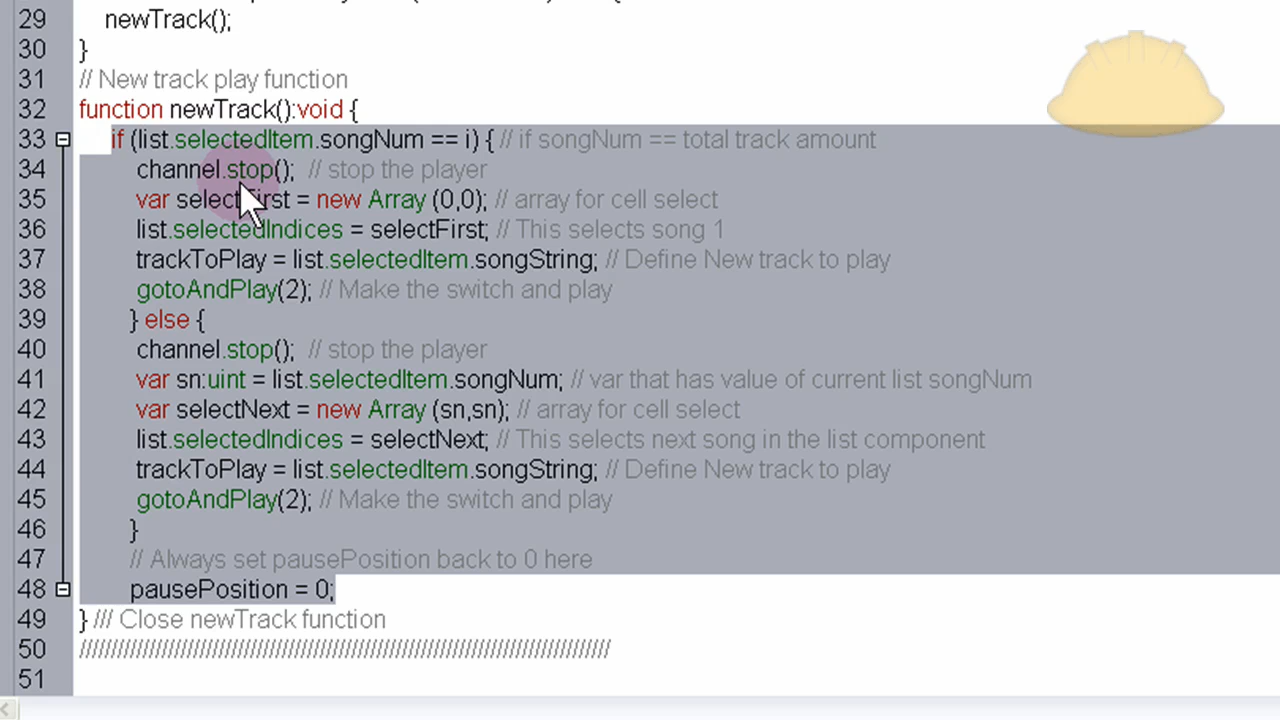 29 newTrack();
30 }
31 // New track play function
32 function newTrack():void {
33 if (list.selectedItem.songNum == i) { // if songNum == total track amount
34 channel.stop(); // stop the player
35 var selectFirst = new Array (0,0); // array for cell select
36 list.selectedIndices = selectFirst; // This selects song 1
37 trackToPlay = list.selectedItem.songString; // Define New track to play
38 gotoAndPlay(2); // Make the switch and play
39 } else {
40 channel.stop(); // stop the player
41 var sn:uint = list.selectedItem.songNum; // var that has value of current list songNum
42 var selectNext = new Array (sn,sn); // array for cell select
43 list.selectedIndices = selectNext; // This selects next song in the list component
44 trackToPlay = list.selectedItem.songString; // Define New track to play
45 gotoAndPlay(2); // Make the switch and play
46 }
47 // Always set pausePosition back to 0 here
48 pausePosition = 0;
49 } /// Close newTrack function
50 //////////////////////////////////////////////////////////////////////////////////
51